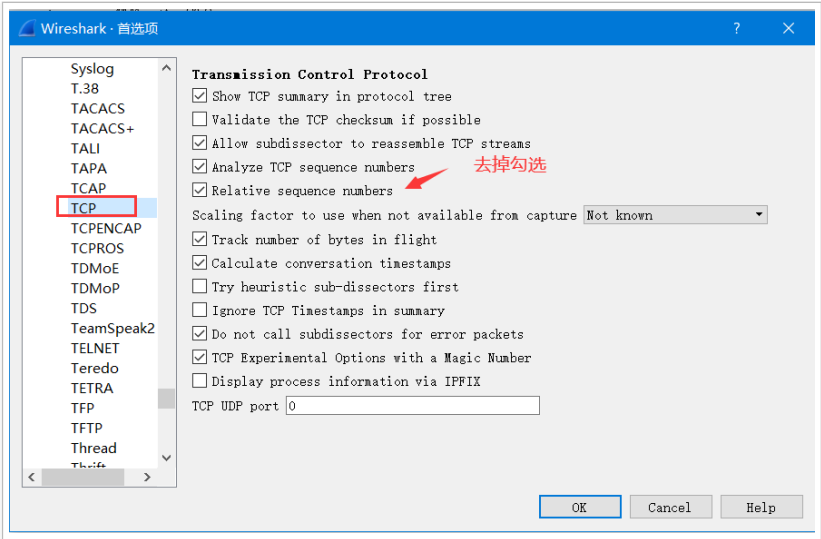 Wireshark · 首选项
Syslog
T.38
TACACS
TACACS+
TALI
TAPA
TCAP
TCP
TCPENCAP
TCPROS
TDMoE
TDMoP
TDS
TeamSpeak2
TELNET
Teredo
TETRA
TFP
TFTP
Thread
Thrift
Transmission Control Protocol
Show TCP summary in protocol tree
Validate the TCP checksum if possible
Allow subdissector to reassemble TCP streams
Analyze TCP sequence numbers
去掉勾选
Relative sequence numbers
Scaling factor to use when not available from capture Not known
Track number of bytes in flight
Calculate conversation timestamps
Try heuristic sub-dissectors first
Ignore TCP Timestamps in summary
Do not call subdissectors for error packets
TCP Experimental Options with a Magic Number
Display process information via IPFIX
TCP UDP port 0
OK Cancel Help